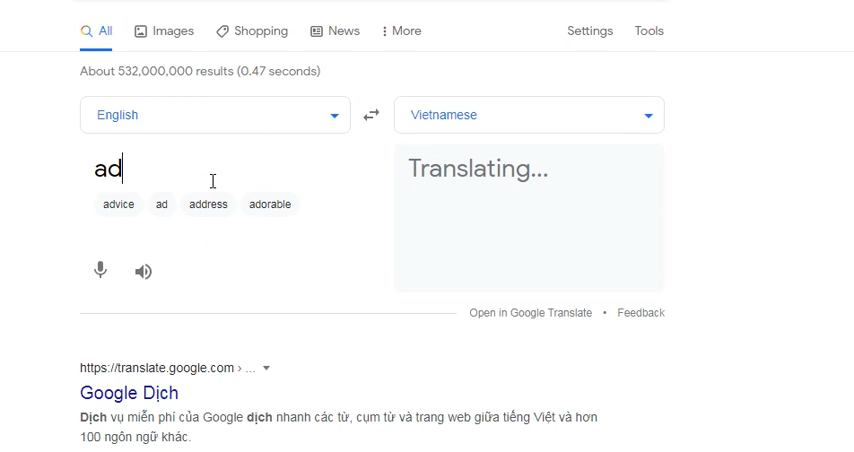 All Images Shopping News More Settings Tools
About 532,000,000 results (0.47 seconds)
English Vietnamese
ad Translating...
advice ad address adorable
Open in Google Translate • Feedback
https://translate.google.com › ...
Google Dịch
Dịch vụ miễn phí của Google dịch nhanh các từ, cụm từ và trang web giữa tiếng Việt và hơn
100 ngôn ngữ khác.